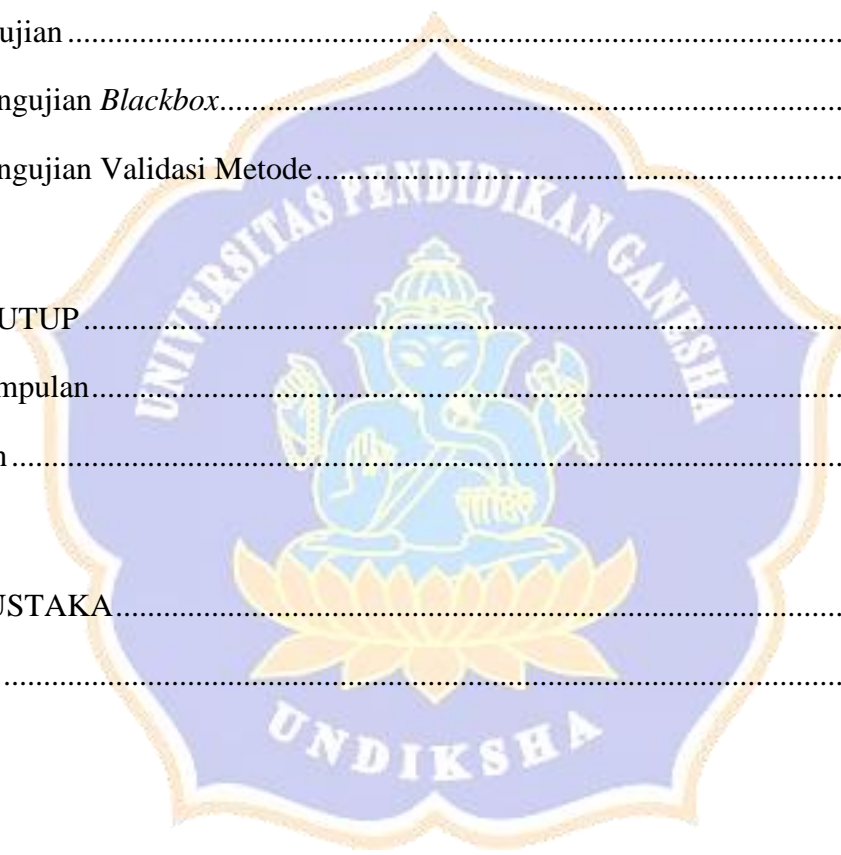 ujian ........................................................................................................
ngujian Blackbox........................................................................................
ngujian Validasi Metode..........................................................................
UNIVERSITAS PENDIDIKAN GANESHA
UTUP ......................................................................................................
mpulan.....................................................................................................
n ..............................................................................................................
USTAKA..................................................................................................
...............................................................................................................
UNDIKSHA